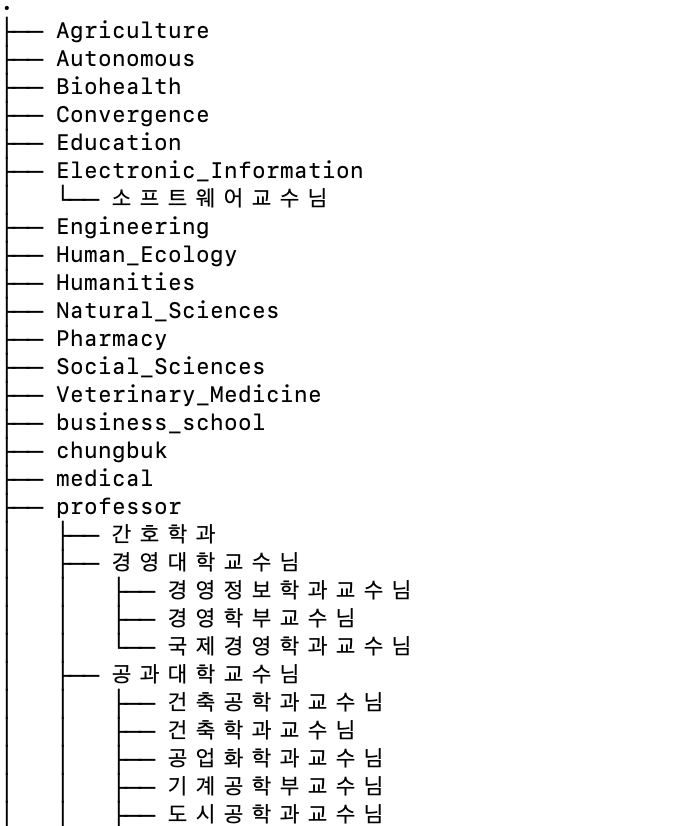 .
├── Agriculture
├── Autonomous
├── Biohealth
├── Convergence
├── Education
├── Electronic_Information
│   └── 소프트웨어교수님
├── Engineering
├── Human_Ecology
├── Humanities
├── Natural_Sciences
├── Pharmacy
├── Social_Sciences
├── Veterinary_Medicine
├── business_school
├── chungbuk
├── medical
├── professor
│   ├── 간호학과
│   ├── 경영대학교수님
│   │   ├── 경영정보학과교수님
│   │   ├── 경영학부교수님
│   │   └── 국제경영학과교수님
│   ├── 공과대학교수님
│   │   ├── 건축공학과교수님
│   │   ├── 건축학과교수님
│   │   ├── 공업화학과교수님
│   │   ├── 기계공학부교수님
│   │   ├── 도시공학과교수님